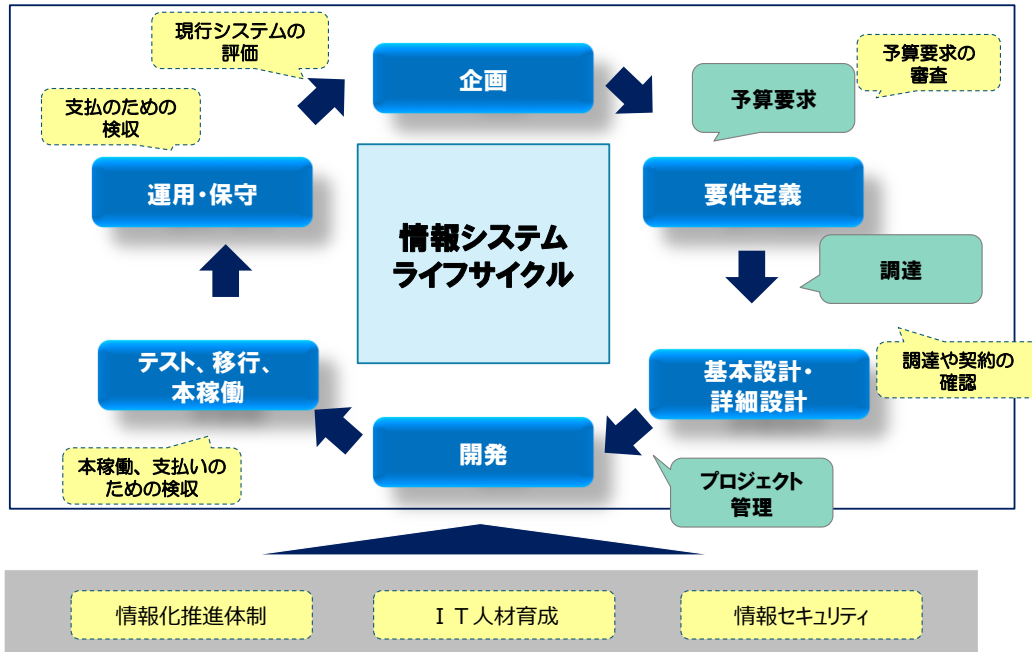 現行システムの
評価
企画
予算要求
予算要求の
審査
支払のための
検収
運用・保守
要件定義
情報システム
ライフサイクル
調達
テスト、移行、
本稼働
基本設計・
詳細設計
調達や契約の
確認
開発
本稼働、支払いの
ための検収
プロジェクト
管理
情報化推進体制
ＩＴ人材育成
情報セキュリティ